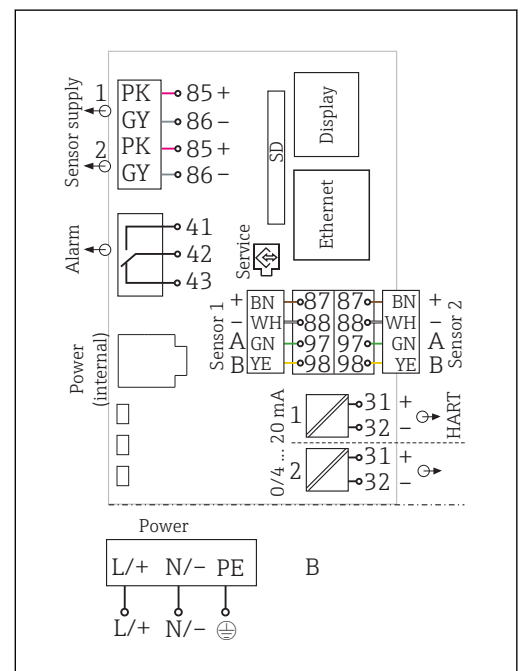 Sensor supply
1 PK 85 +
GY 86 −
2 PK 85 +
GY 86 −
SD
Display
Ethernet
Alarm
41
42
43
Service
Sensor 1
+ BN 87 87 BN +
− WH 88 88 WH −
A GN 97 97 GN A
B YE 98 98 YE B
Sensor 2
Power
(internal)
0/4 ... 20 mA
1 31 +
32 −
HART
2 31 +
32 −
Power
L/+ N/− PE
B
L/+ N/−